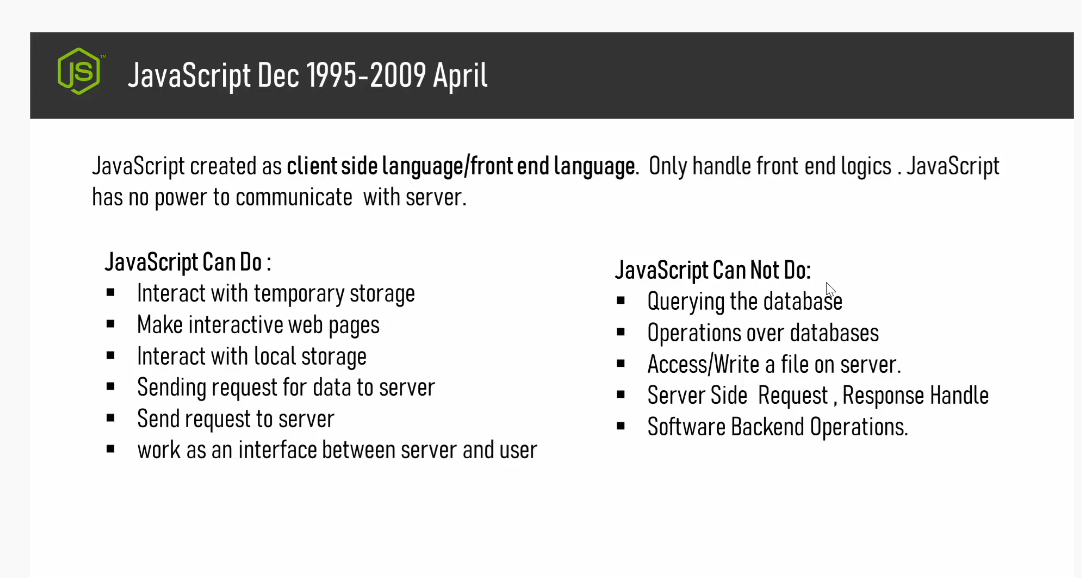 JS
JavaScript Dec 1995-2009 April
JavaScript created as client side language/front end language. Only handle front end logics . JavaScript
has no power to communicate with server.
JavaScript Can Do :
▪ Interact with temporary storage
▪ Make interactive web pages
▪ Interact with local storage
▪ Sending request for data to server
▪ Send request to server
▪ work as an interface between server and user
JavaScript Can Not Do:
▪ Querying the database
▪ Operations over databases
▪ Access/Write a file on server.
▪ Server Side Request , Response Handle
▪ Software Backend Operations.